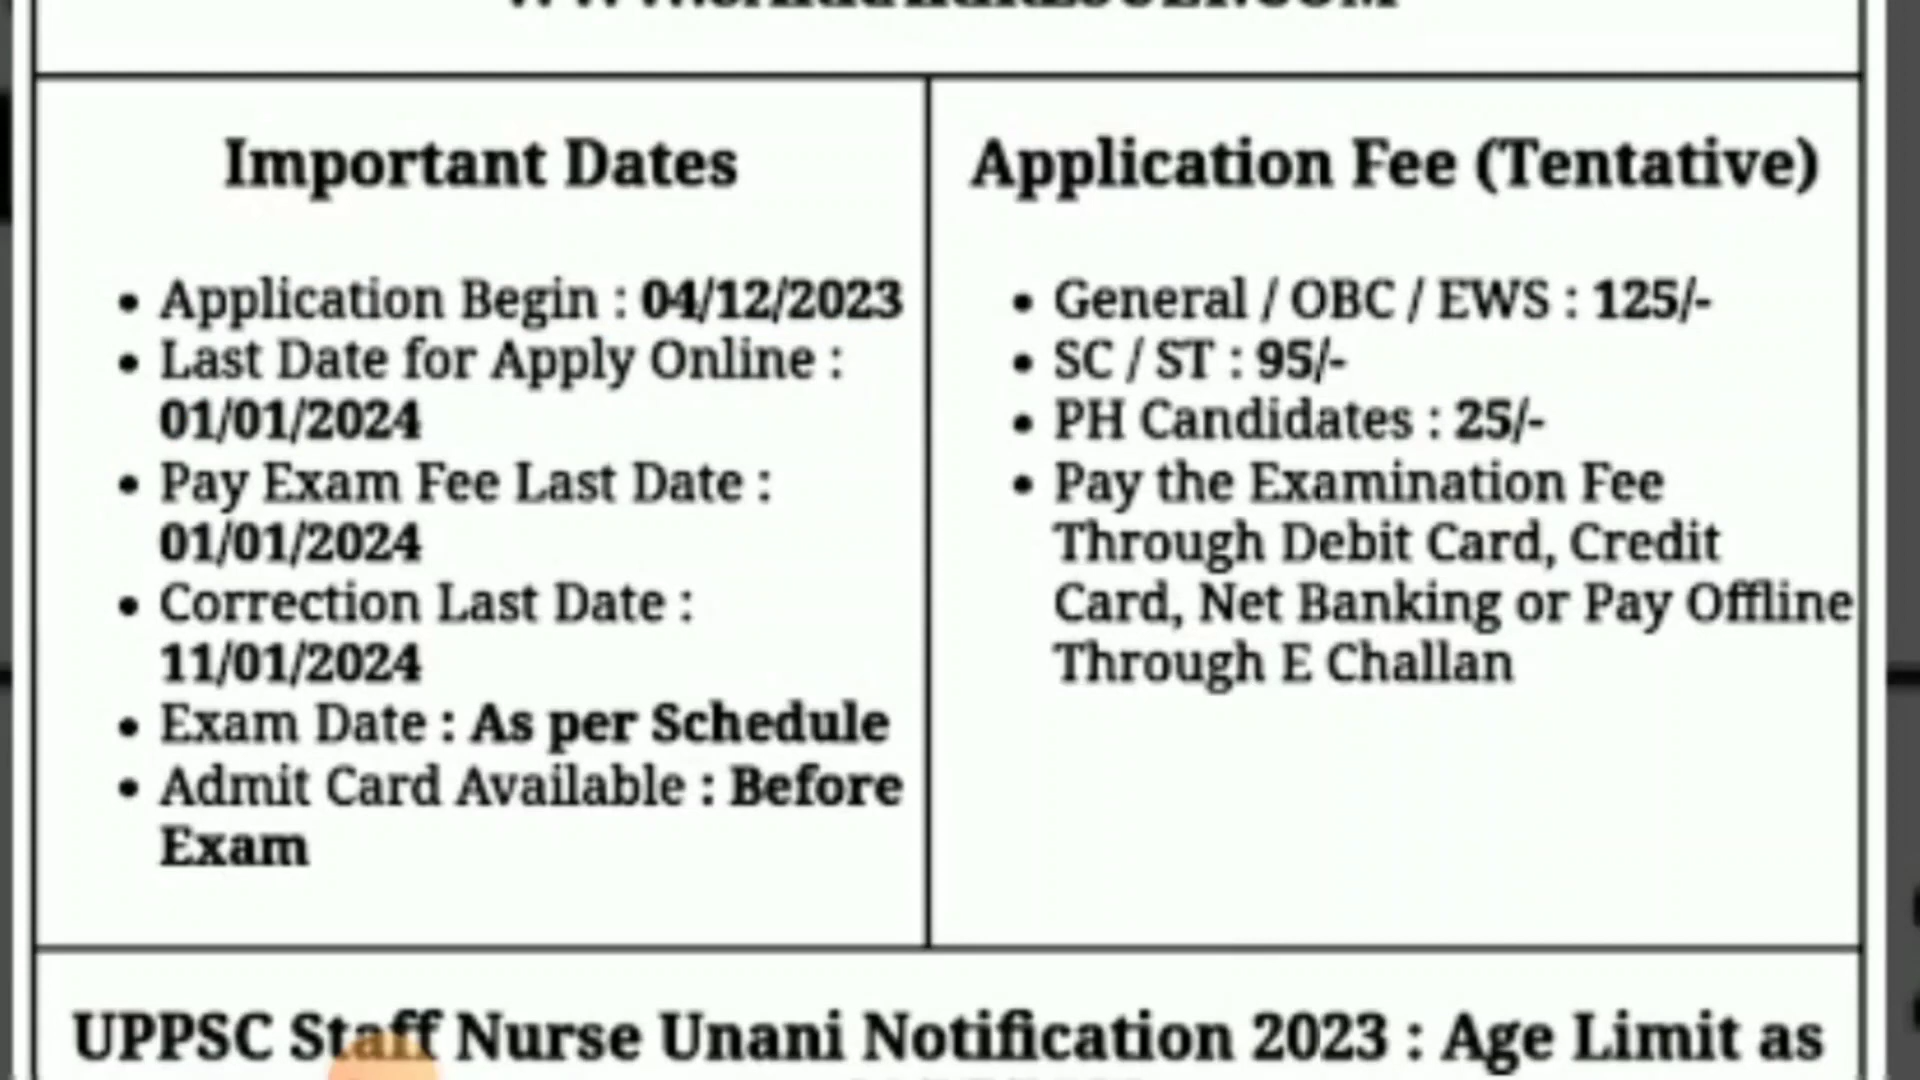 Important Dates
Application Begin : 04/12/2023
Last Date for Apply Online :
01/01/2024
Pay Exam Fee Last Date :
01/01/2024
Correction Last Date :
11/01/2024
Exam Date : As per Schedule
Admit Card Available : Before
Exam
Application Fee (Tentative)
General / OBC / EWS : 125/-
SC / ST : 95/-
PH Candidates : 25/-
Pay the Examination Fee
Through Debit Card, Credit
Card, Net Banking or Pay Offline
Through E Challan
UPPSC Staff Nurse Unani Notification 2023 : Age Limit as